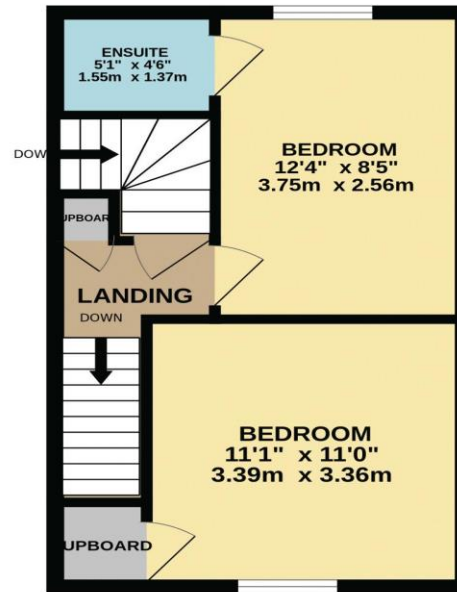 ENSUITE
5'1" x 4'6"
1.55m x 1.37m
DOW
BEDROOM
12'4" x 8'5"
3.75m x 2.56m
UPBOAR
LANDING
DOWN
BEDROOM
11'1" x 11'0"
3.39m x 3.36m
UPBOARD